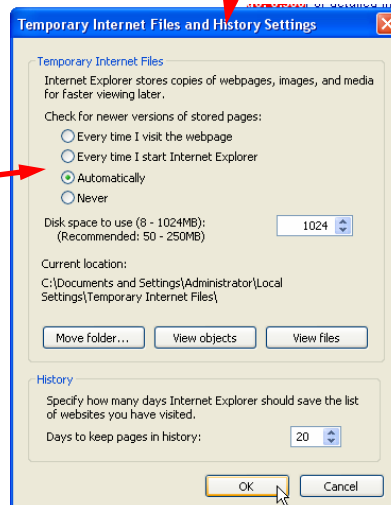 Temporary Internet Files and History Settings
Temporary Internet Files
Internet Explorer stores copies of webpages, images, and media
for faster viewing later.
Check for newer versions of stored pages:
Every time I visit the webpage
Every time I start Internet Explorer
Automatically
Never
Disk space to use (8 - 1024MB):
1024
(Recommended: 50 - 250MB)
Current location:
C:\Documents and Settings\Administrator\Local
Settings\Temporary Internet Files\
Move folder... View objects View files
History
Specify how many days Internet Explorer should save the list
of websites you have visited.
Days to keep pages in history: 20
OK Cancel